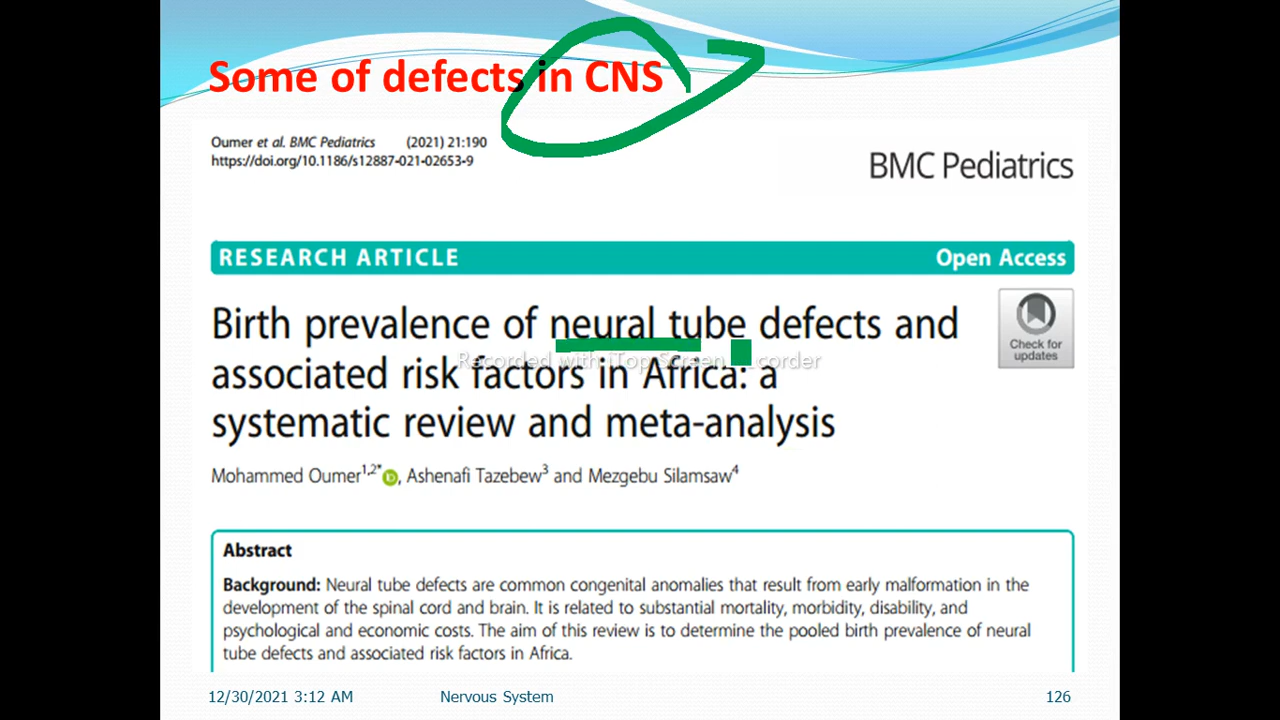 Some of defects in CNS
Oumer et al. BMC Pediatrics (2021) 21:190
https://doi.org/10.1186/s12887-021-02653-9
BMC Pediatrics
RESEARCH ARTICLE Open Access
Birth prevalence of neural tube defects and
associated risk factors in Africa: a
systematic review and meta-analysis
Check for
updates
Recorded with iTop Screen corder
Mohammed Oumer1,2* iD, Ashenafi Tazebew3 and Mezgebu Silamsaw4
Abstract
Background: Neural tube defects are common congenital anomalies that result from early malformation in the
development of the spinal cord and brain. It is related to substantial mortality, morbidity, disability, and
psychological and economic costs. The aim of this review is to determine the pooled birth prevalence of neural
tube defects and associated risk factors in Africa.
12/30/2021 3:12 AM Nervous System 126